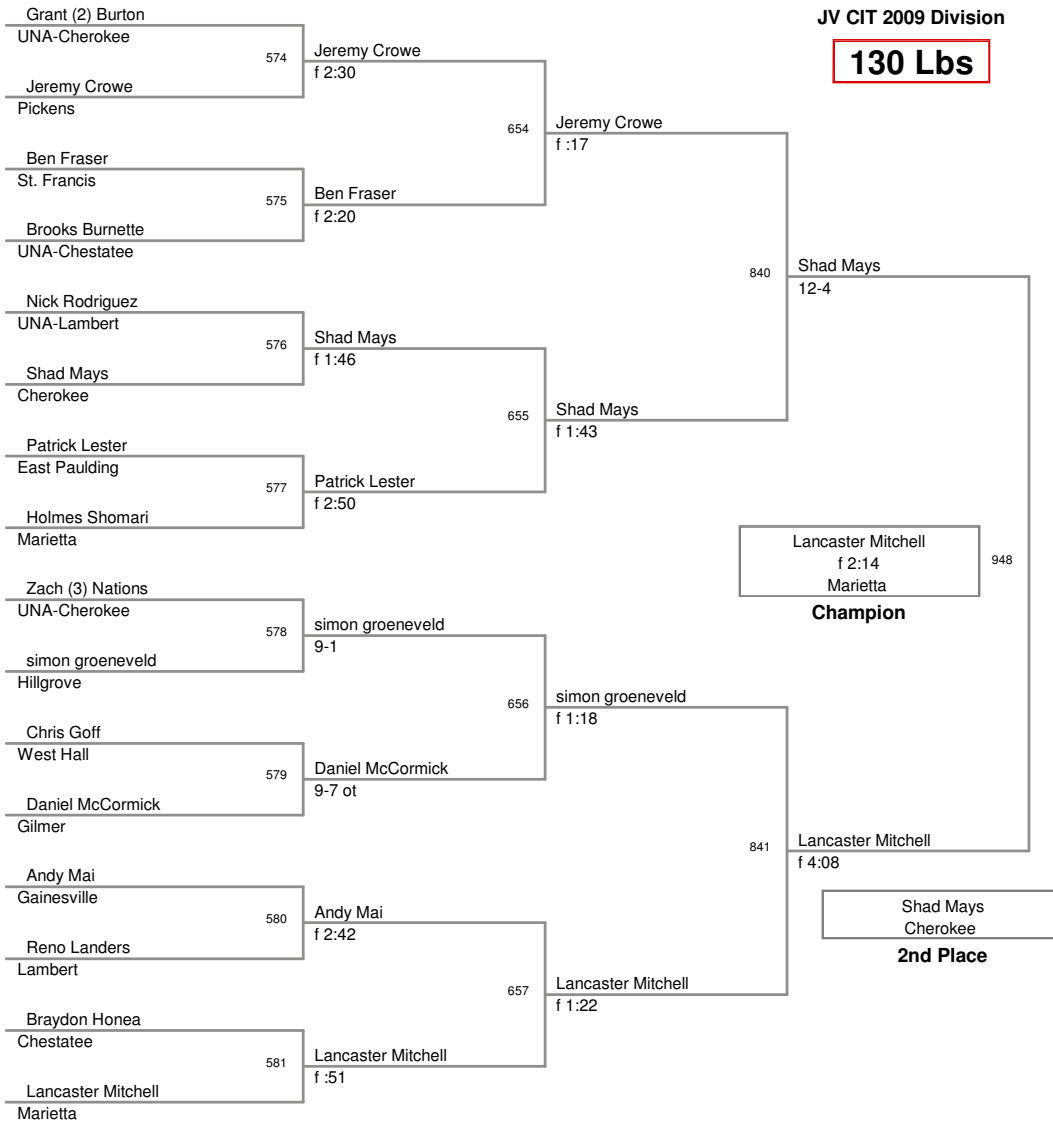 JV CIT 2009 Division
130 Lbs
Grant (2) Burton
UNA-Cherokee
574
Jeremy Crowe
Pickens
Jeremy Crowe
f 2:30
Ben Fraser
St. Francis
575
Brooks Burnette
UNA-Chestatee
Ben Fraser
f 2:20
654
Jeremy Crowe
f :17
Nick Rodriguez
UNA-Lambert
576
Shad Mays
Cherokee
Shad Mays
f 1:46
Patrick Lester
East Paulding
577
Holmes Shomari
Marietta
Patrick Lester
f 2:50
655
Shad Mays
f 1:43
840
Shad Mays
12-4
Zach (3) Nations
UNA-Cherokee
578
simon groeneveld
Hillgrove
simon groeneveld
9-1
Chris Goff
West Hall
579
Daniel McCormick
Gilmer
Daniel McCormick
9-7 ot
656
simon groeneveld
f 1:18
Andy Mai
Gainesville
580
Reno Landers
Lambert
Andy Mai
f 2:42
Braydon Honea
Chestatee
581
Lancaster Mitchell
Marietta
Lancaster Mitchell
f :51
657
Lancaster Mitchell
f 1:22
841
Lancaster Mitchell
f 4:08
948
Lancaster Mitchell
f 2:14
Marietta
Champion
Shad Mays
Cherokee
2nd Place